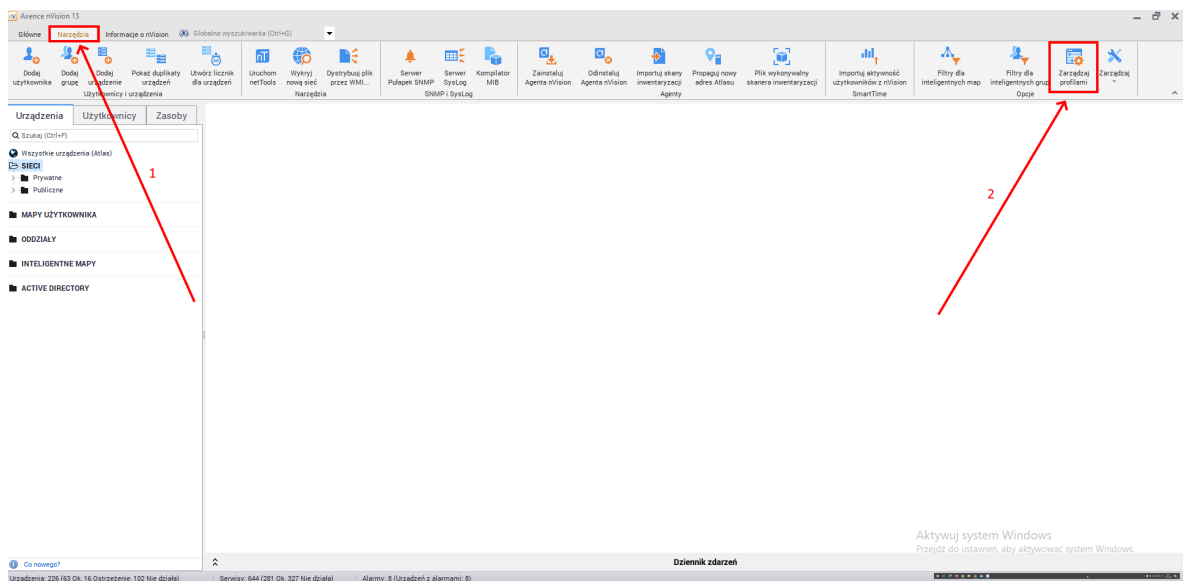 nV Axence nVision 13
Główne Narzędzia Informacje o nVision Globalna wyszukiwarka (Ctrl+G)
Dodaj użytkownika
Dodaj grupę
Dodaj urządzenie
Pokaż duplikaty urządzeń
Utwórz licznik dla urządzeń
Użytkownicy i urządzenia
Uruchom netTools
Wykryj nową sieć
Dystrybuuj plik przez WMI...
Narzędzia
Serwer Pułapek SNMP
Serwer SysLog
Kompilator MIB
SNMP i SysLog
Zainstaluj Agenta nVision
Odinstaluj Agenta nVision
Importuj skany inwentaryzacji
Propaguj nowy adres Atlasu
Plik wykonywalny skanera inwentaryzacji
Agenty
Importuj aktywność użytkowników z nVision
SmartTime
Filtry dla inteligentnych map
Filtry dla inteligentnych grup
Zarządzaj profilami
Zarządzaj
Opcje
Urządzenia Użytkownicy Zasoby
Szukaj (Ctrl+F)
Wszystkie urządzenia (Atlas)
SIECI
Prywatne
Publiczne
1
2
MAPY UŻYTKOWNIKA
ODDZIAŁY
INTELIGENTNE MAPY
ACTIVE DIRECTORY
Aktywuj system Windows
Przejdź do ustawień, aby aktywować system Windows.
Co nowego?
Dziennik zdarzeń
Urządzenia: 226 (63 Ok, 16 Ostrzeżenie, 102 Nie działa) Serwisy: 644 (281 Ok, 327 Nie działa) Alarmy: 8 (Urządzeń z alarmami: 8)